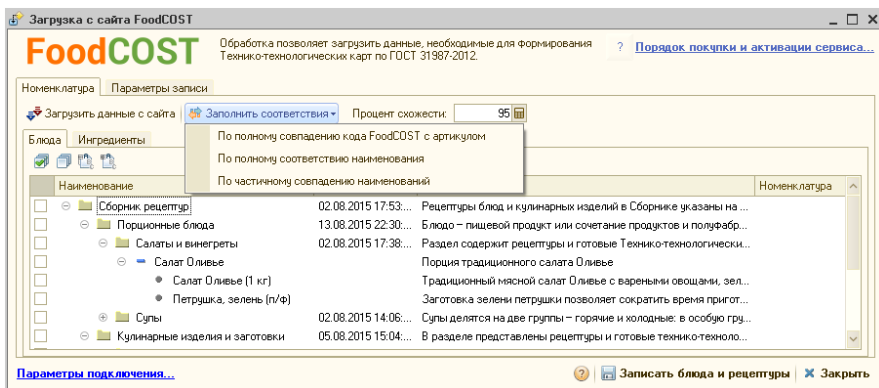 Загрузка с сайта FoodCOST
FoodCOST
Обработка позволяет загрузить данные, необходимые для формирования
Технико-технологических карт по ГОСТ 31987-2012.
? Порядок покупки и активации сервиса...
Номенклатура Параметры записи
Загрузить данные с сайта Заполнить соответствия Процент схожести: 95
По полному совпадению кода FoodCOST с артикулом
По полному соответствию наименования
По частичному совпадению наименований
Блюда Ингредиенты
Наименование Номенклатура
Сборник рецептур 02.08.2015 17:53:... Рецептуры блюд и кулинарных изделий в Сборнике указаны на ...
Порционные блюда 13.08.2015 22:30:... Блюдо – пищевой продукт или сочетание продуктов и полуфабр...
Салаты и винегреты 02.08.2015 17:38:... Раздел содержит рецептуры и готовые Технико-технологически...
Салат Оливье Порция традиционного салата Оливье
Салат Оливье (1 кг) Традиционный мясной салат Оливье с вареными овощами, зел...
Петрушка, зелень (п/ф) Заготовка зелени петрушки позволяет сократить время пригот...
Супы 02.08.2015 14:06:... Супы делятся на две группы – горячие и холодные: в особую гру...
Кулинарные изделия и заготовки 05.08.2015 15:04:... В разделе представлены рецептуры и готовые технико-техноло...
Параметры подключения... ? Записать блюда и рецептуры Закрыть